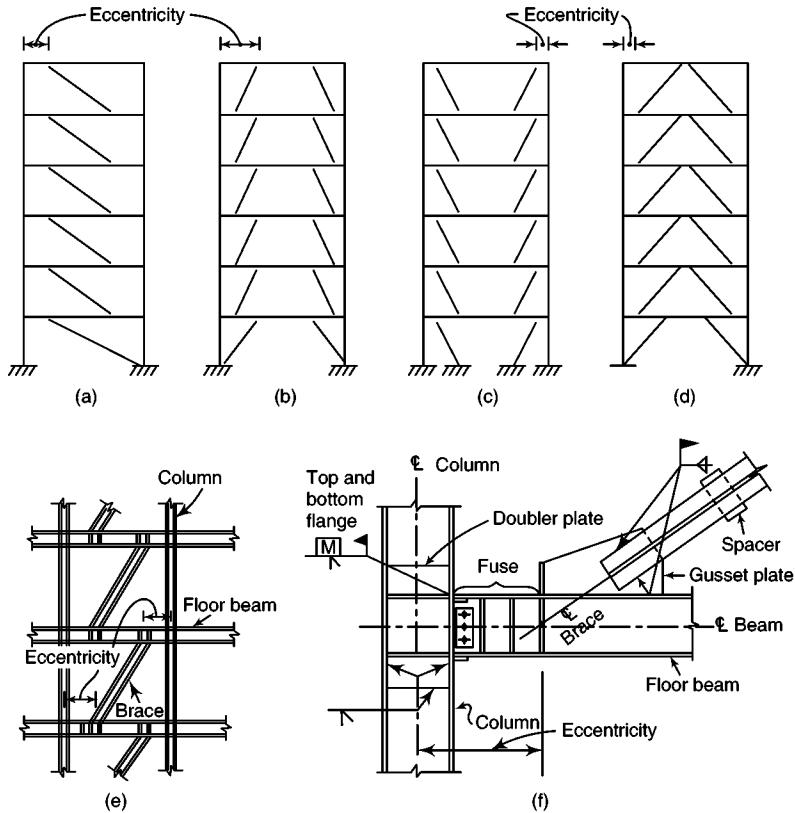 Eccentricity
Eccentricity
(a)
(b)
(c)
(d)
Column
Floor beam
Eccentricity
Brace
(e)
℄ Column
Top and
bottom
flange
M
Doubler plate
Fuse
Spacer
Gusset plate
℄
Brace
℄ Beam
Floor beam
Column
Eccentricity
(f)